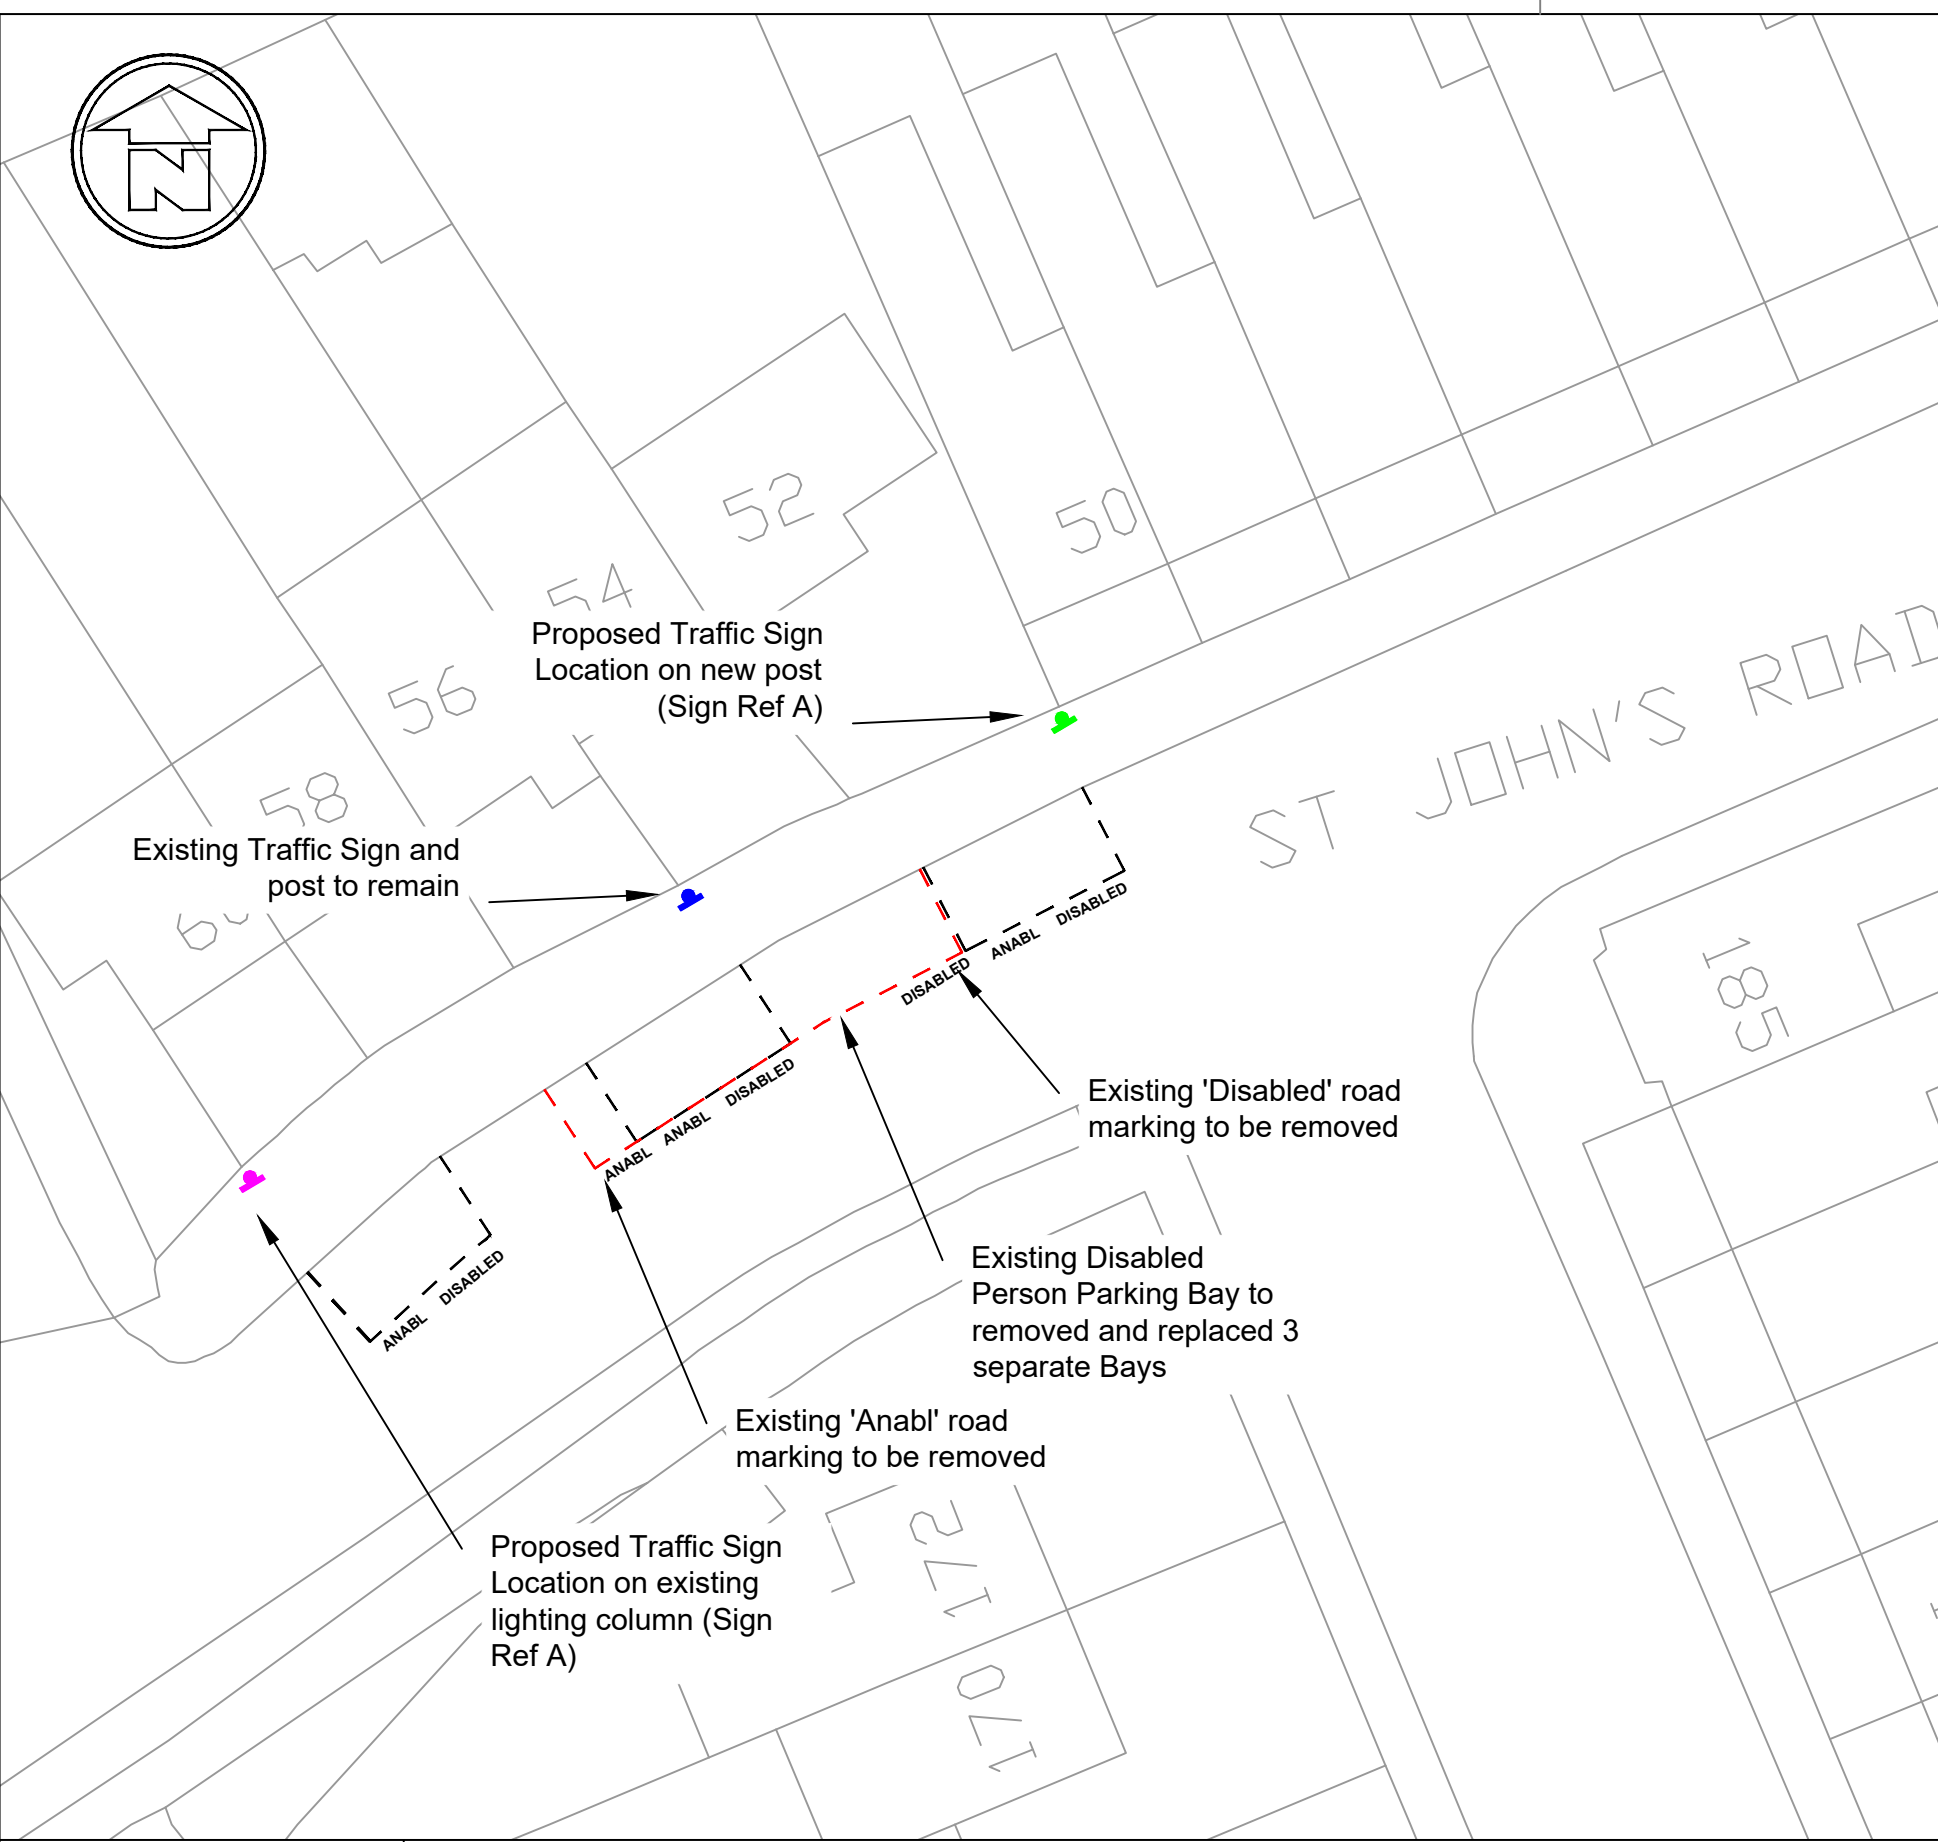 N
52
50
54
Proposed Traffic Sign
Location on new post
(Sign Ref A)
56
ST JOHN'S ROAD
58
Existing Traffic Sign and
post to remain
ANABL DISABLED
DISABLED
185
ANABL DISABLED
ANABL
Existing 'Disabled' road
marking to be removed
ANABL DISABLED
Existing Disabled
Person Parking Bay to
removed and replaced 3
separate Bays
Existing 'Anabl' road
marking to be removed
Proposed Traffic Sign
Location on existing
lighting column (Sign
Ref A)
172
170